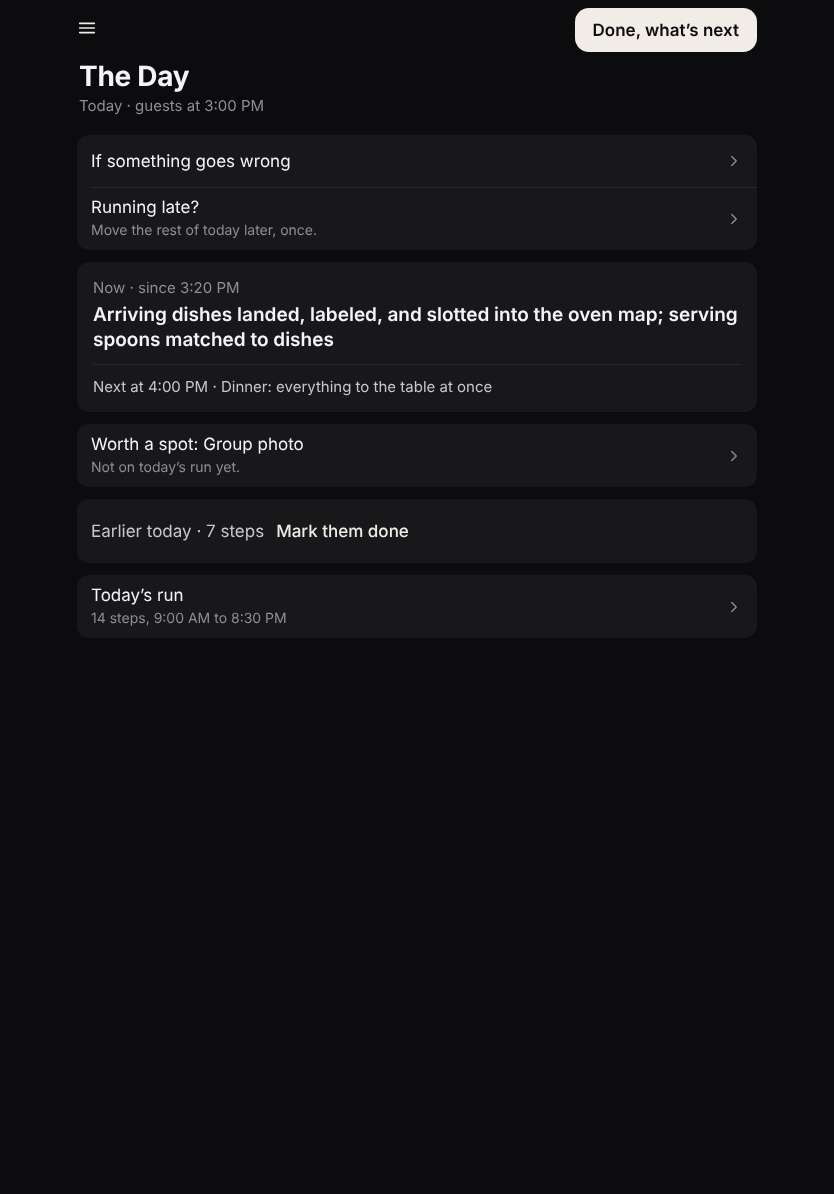 Done, what’s next
The Day
Today · guests at 3:00 PM
If something goes wrong
Running late?
Move the rest of today later, once.
Now · since 3:20 PM
Arriving dishes landed, labeled, and slotted into the oven map; serving
spoons matched to dishes
Next at 4:00 PM · Dinner: everything to the table at once
Worth a spot: Group photo
Not on today’s run yet.
Earlier today · 7 steps Mark them done
Today’s run
14 steps, 9:00 AM to 8:30 PM